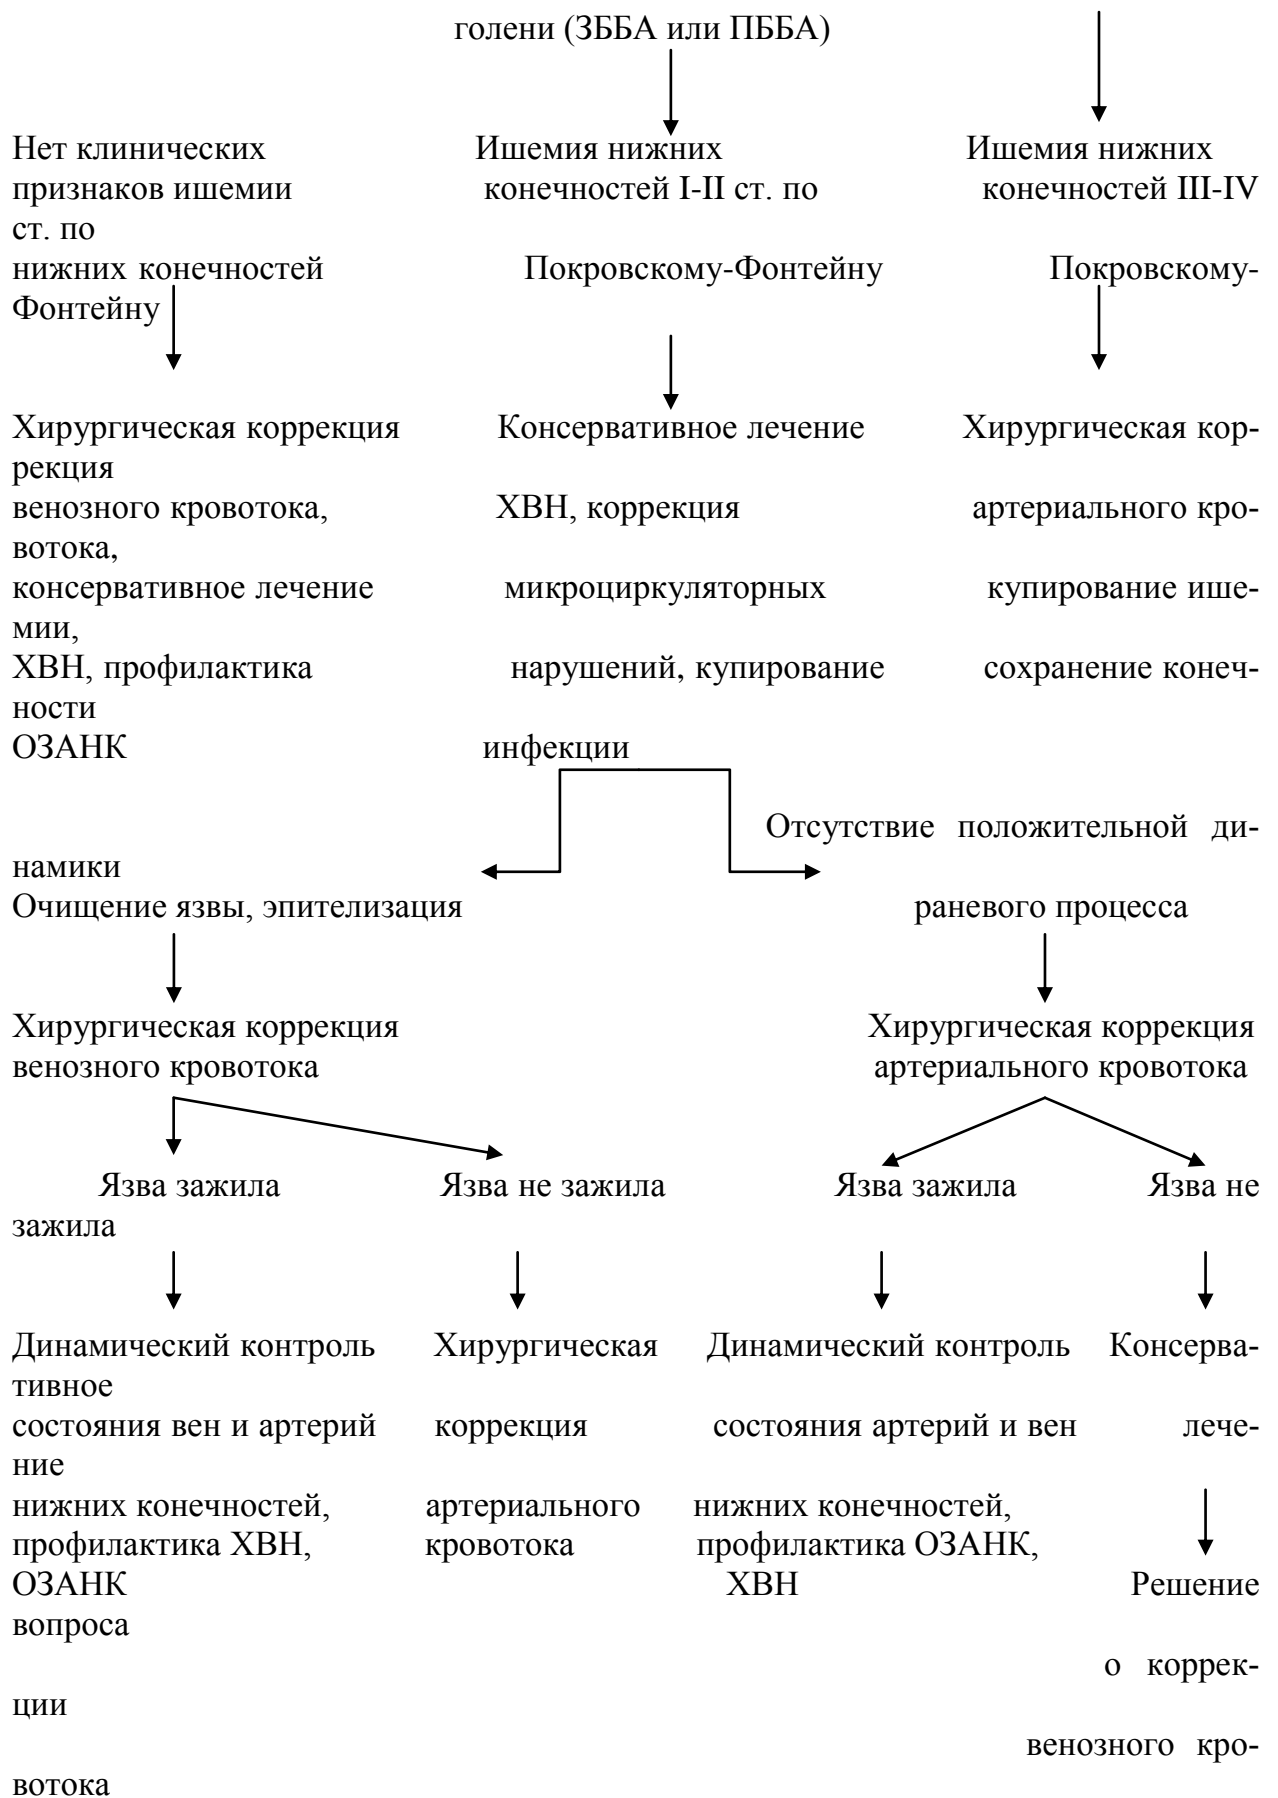 голени (ЗББА или ПББА)
Нет клинических Ишемия нижних Ишемия нижних
признаков ишемии конечностей I-II ст. по конечностей III-IV
ст. по
нижних конечностей Покровскому-Фонтейну Покровскому-
Фонтейну
Хирургическая коррекция Консервативное лечение Хирургическая кор-
рекция
венозного кровотока, ХВН, коррекция артериального кро-
вотока,
консервативное лечение микроциркуляторных купирование ише-
мии,
ХВН, профилактика нарушений, купирование сохранение конеч-
ности
ОЗАНК инфекции
Отсутствие положительной ди-
намики
Очищение язвы, эпителизация раневого процесса
Хирургическая коррекция Хирургическая коррекция
венозного кровотока артериального кровотока
Язва зажила Язва не зажила Язва зажила Язва не
зажила
Динамический контроль Хирургическая Динамический контроль Консерва-
тивное
состояния вен и артерий коррекция состояния артерий и вен лече-
ние
нижних конечностей, артериального нижних конечностей,
профилактика ХВН, кровотока профилактика ОЗАНК,
ОЗАНК ХВН Решение
вопроса
о коррек-
ции
венозного кро-
вотока